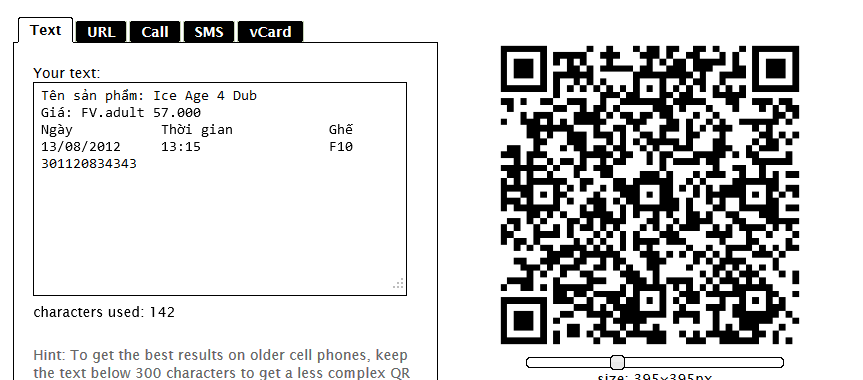 Text URL Call SMS vCard
Your text:
Tên sản phẩm: Ice Age 4 Dub
Giá: FV.adult 57.000
Ngày Thời gian Ghế
13/08/2012 13:15 F10
301120834343
characters used: 142
Hint: To get the best results on older cell phones, keep
the text below 300 characters to get a less complex QR
size: 395x395px